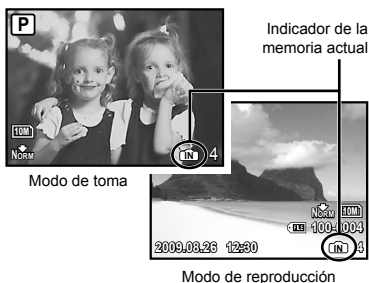 Indicador de la
memoria actual
P
10M
NORM
IN 4
Modo de toma
NORM 10M
FILE 100-0004
2009.08.26 12:30 IN 4
Modo de reproducción